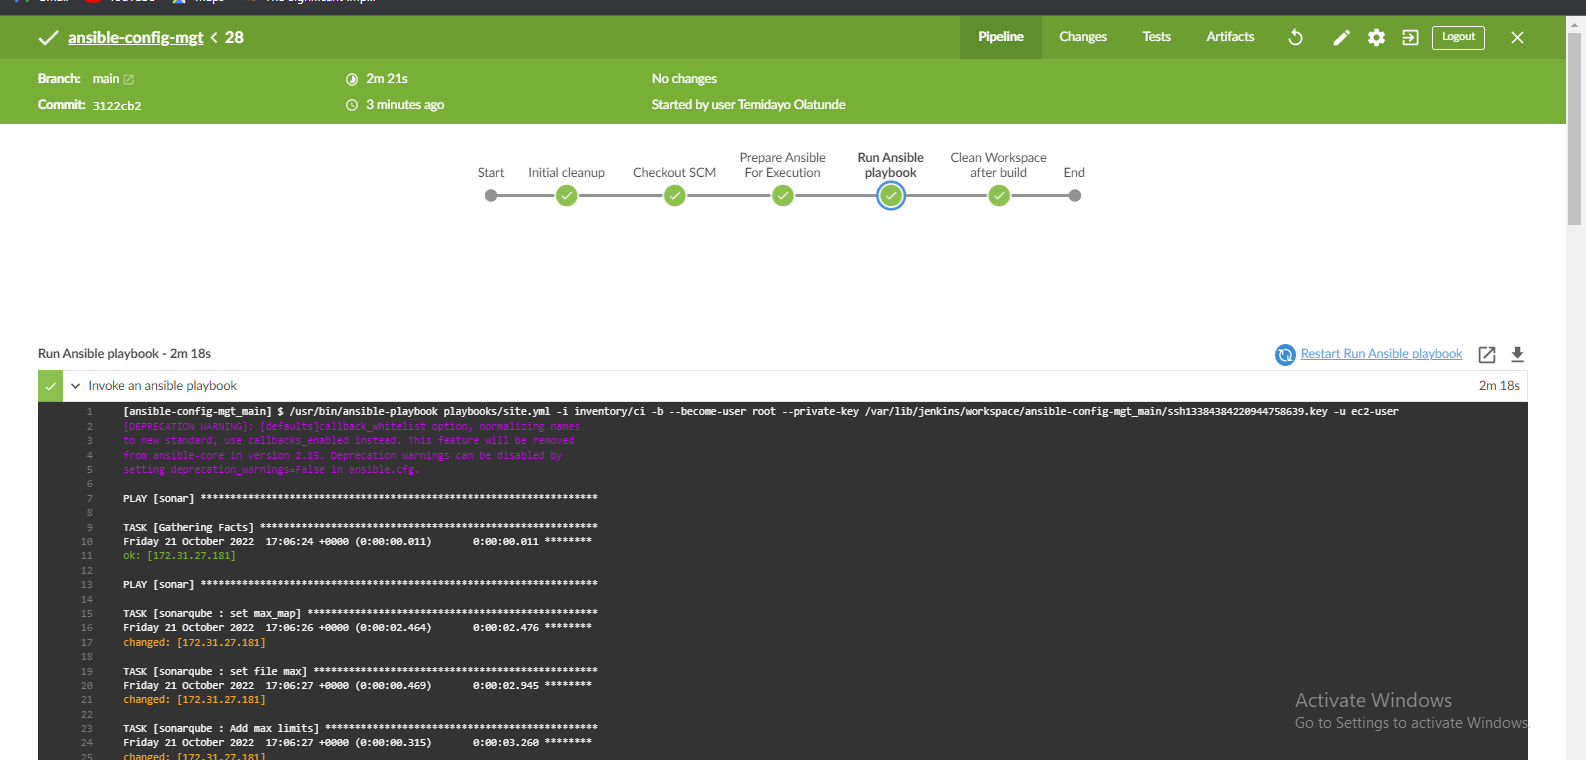 ansible-config-mgt < 28
Pipeline Changes Tests Artifacts Logout
Branch: main 2m 21s No changes
Commit: 3122cb2 3 minutes ago Started by user Temidayo Olatunde
Start Initial cleanup Checkout SCM Prepare Ansible For Execution Run Ansible playbook Clean Workspace after build End
Run Ansible playbook - 2m 18s Restart Run Ansible playbook
Invoke an ansible playbook 2m 18s
1 [ansible-config-mgt_main] $ /usr/bin/ansible-playbook playbooks/site.yml -i inventory/ci -b --become-user root --private-key /var/lib/jenkins/workspace/ansible-config-mgt_main/ssh13384384220944758639.key -u ec2-user
2 [DEPRECATION WARNING]: [defaults]callback_whitelist option, normalizing names
3 to new standard, use callbacks_enabled instead. This feature will be removed
4 from ansible-core in version 2.15. Deprecation warnings can be disabled by
5 setting deprecation_warnings=False in ansible.cfg.
6
7 PLAY [sonar] *******************************************************************
8
9 TASK [Gathering Facts] *********************************************************
10 Friday 21 October 2022 17:06:24 +0000 (0:00:00.011) 0:00:00.011 ********
11 ok: [172.31.27.181]
12
13 PLAY [sonar] *******************************************************************
14
15 TASK [sonarqube : set max_map] *************************************************
16 Friday 21 October 2022 17:06:26 +0000 (0:00:02.464) 0:00:02.476 ********
17 changed: [172.31.27.181]
18
19 TASK [sonarqube : set file max] ************************************************
20 Friday 21 October 2022 17:06:27 +0000 (0:00:00.469) 0:00:02.945 ********
21 changed: [172.31.27.181]
22
23 TASK [sonarqube : Add max limits] **********************************************
24 Friday 21 October 2022 17:06:27 +0000 (0:00:00.315) 0:00:03.260 ********
25 changed: [172.31.27.181]
Activate Windows
Go to Settings to activate Windows.